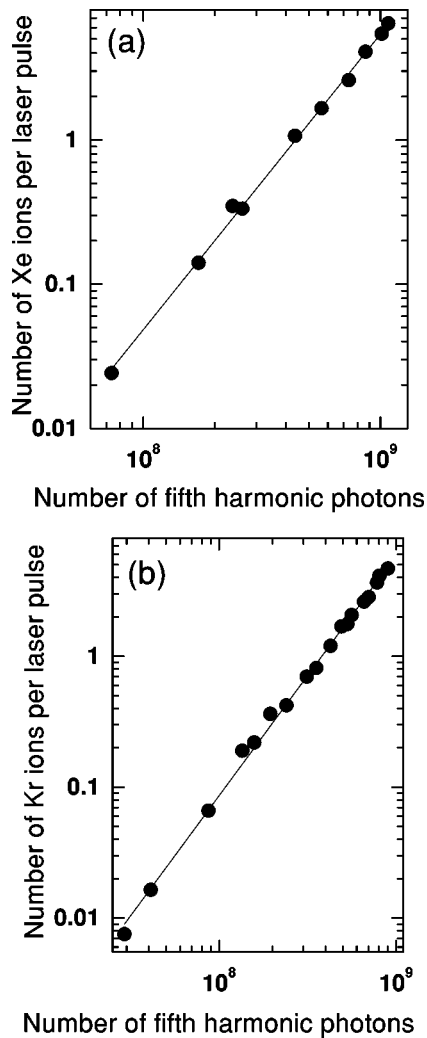 (a)
Number of Xe ions per laser pulse
1
0.1
0.01
10⁸ 10⁹
Number of fifth harmonic photons
(b)
Number of Kr ions per laser pulse
1
0.1
0.01
10⁸ 10⁹
Number of fifth harmonic photons